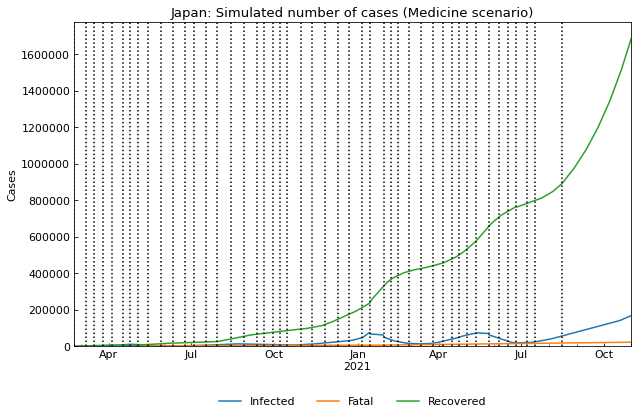 Japan: Simulated number of cases (Medicine scenario)
1600000
1400000
1200000
1000000
800000
600000
400000
200000
0
Cases
Apr Jul Oct Jan Apr Jul Oct
2021
Infected Fatal Recovered